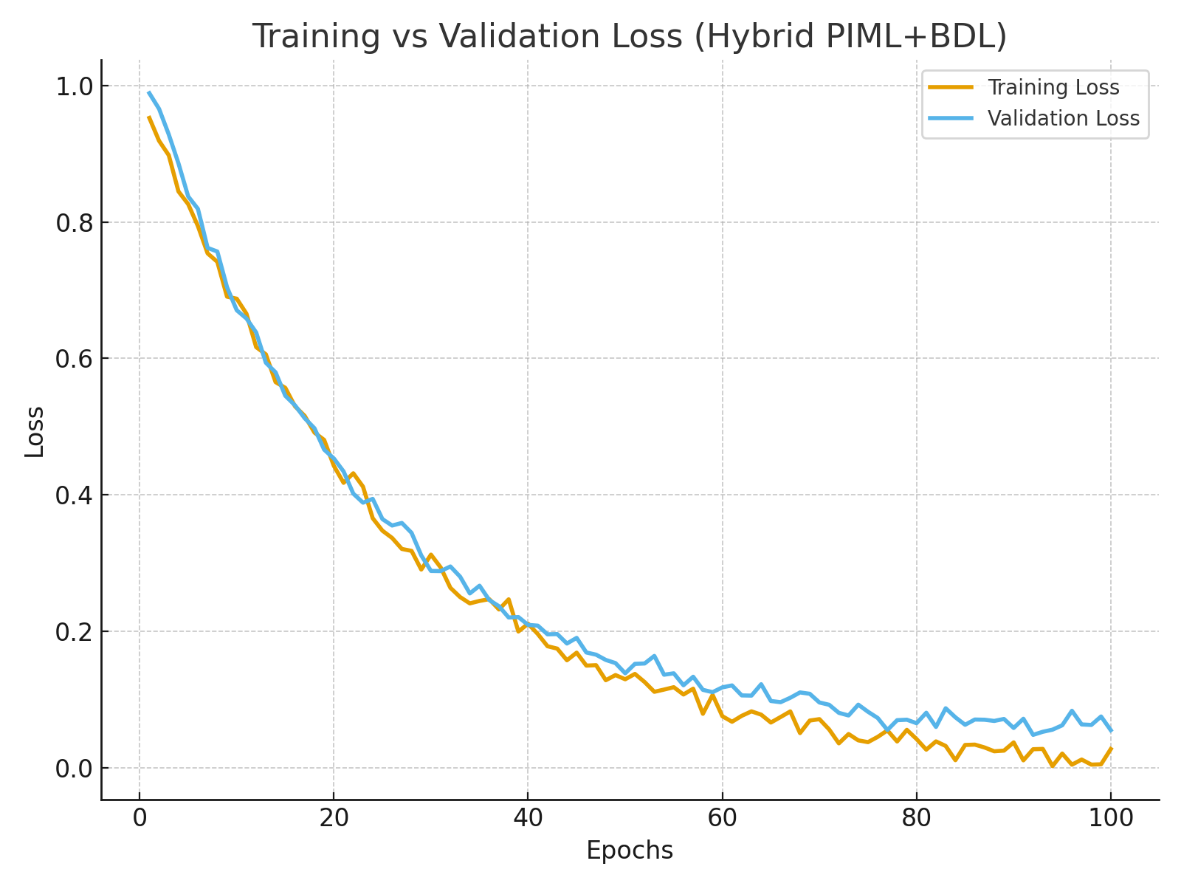 Training vs Validation Loss (Hybrid PIML+BDL)
Training Loss
Validation Loss
1.0
0.8
0.6
0.4
0.2
0.0
Loss
0 20 40 60 80 100
Epochs